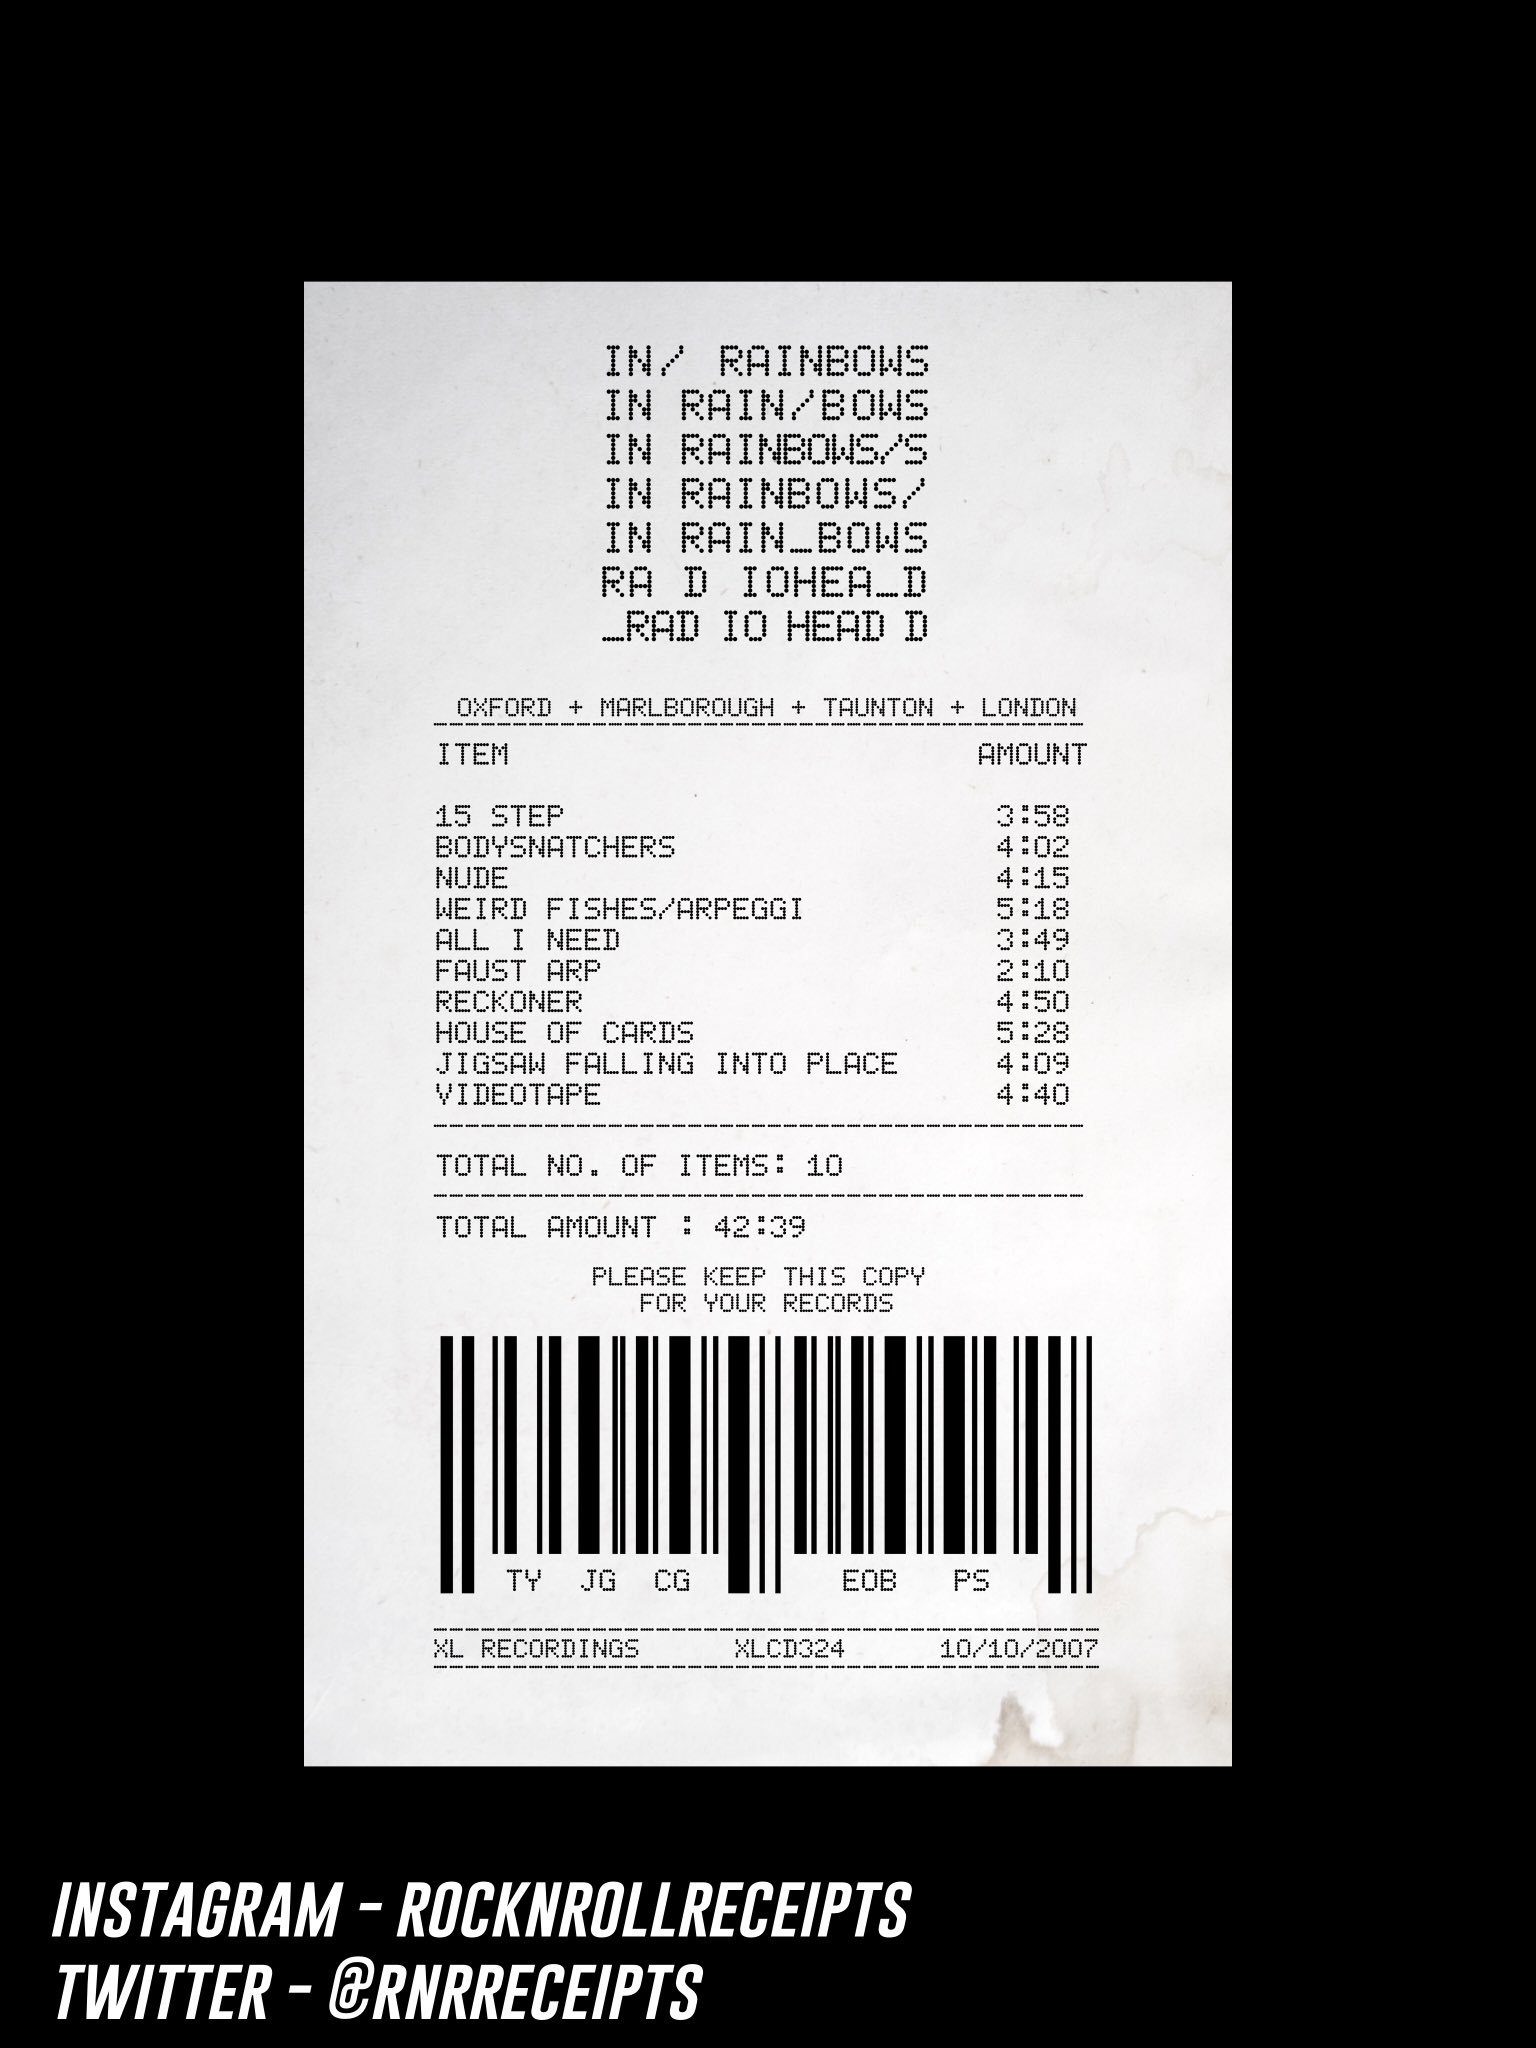 IN/ RAINBOWS
IN RAIN/BOWS
IN RAINBOWS/S
IN RAINBOWS/
IN RAIN_BOWS
RA D IOHEA_D
_RAD IO HEAD D
OXFORD + MARLBOROUGH + TAUNTON + LONDON
ITEM AMOUNT
15 STEP 3:58
BODYSNATCHERS 4:02
NUDE 4:15
WEIRD FISHES/ARPEGGI 5:18
ALL I NEED 3:49
FAUST ARP 2:10
RECKONER 4:50
HOUSE OF CARDS 5:28
JIGSAW FALLING INTO PLACE 4:09
VIDEOTAPE 4:40
TOTAL NO. OF ITEMS: 10
TOTAL AMOUNT : 42:39
PLEASE KEEP THIS COPY
FOR YOUR RECORDS
TY JG CG EOB PS
XL RECORDINGS XLCD324 10/10/2007
INSTAGRAM - ROCKNROLLRECEIPTS
TWITTER - @RNRRECEIPTS